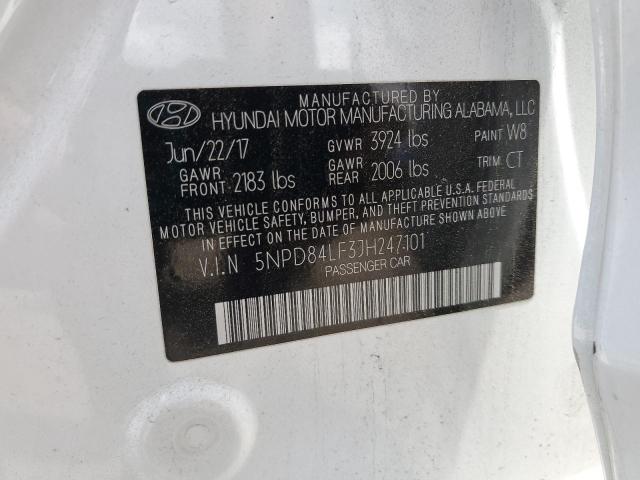 MANUFACTURED BY
HYUNDAI MOTOR MANUFACTURING ALABAMA, LLC
Jun/22/17 GVWR 3924 lbs PAINT W8
GAWR FRONT 2183 lbs GAWR REAR 2006 lbs TRIM CT
THIS VEHICLE CONFORMS TO ALL APPLICABLE U.S.A. FEDERAL
MOTOR VEHICLE SAFETY, BUMPER, AND THEFT PREVENTION STANDARDS
IN EFFECT ON THE DATE OF MANUFACTURE SHOWN ABOVE.
V.I.N 5NPD84LF3JH247101
PASSENGER CAR